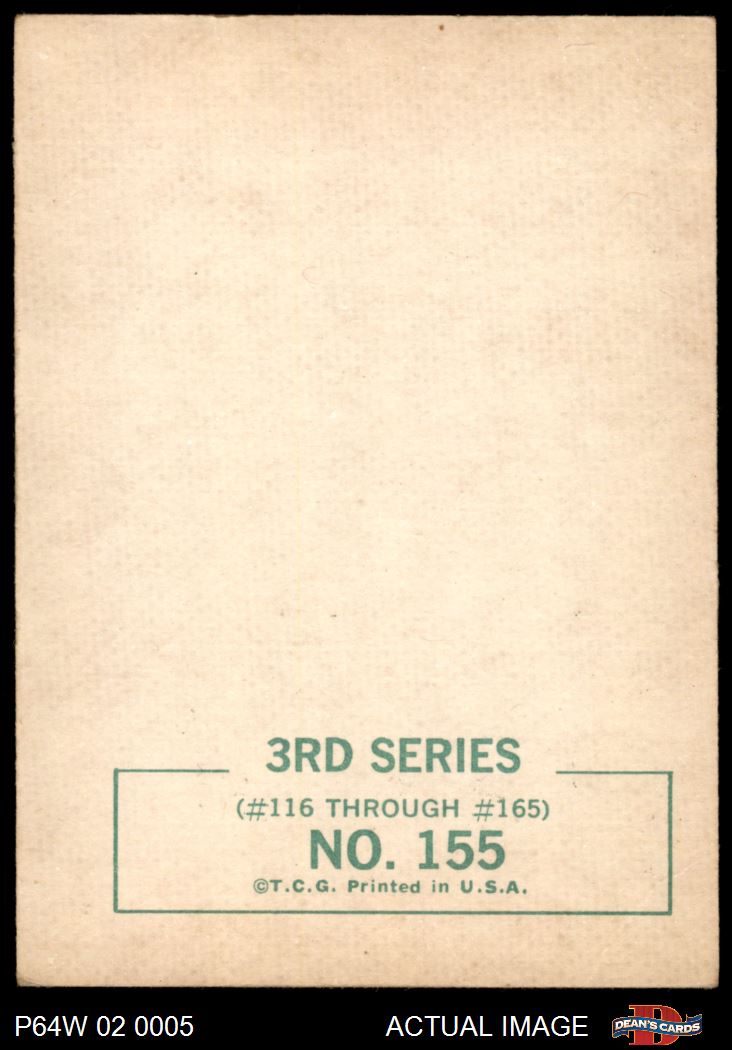 3RD SERIES
(#116 THROUGH #165)
NO. 155
©T.C.G. Printed in U.S.A.
P64W 02 0005
ACTUAL IMAGE
DEAN'S CARDS